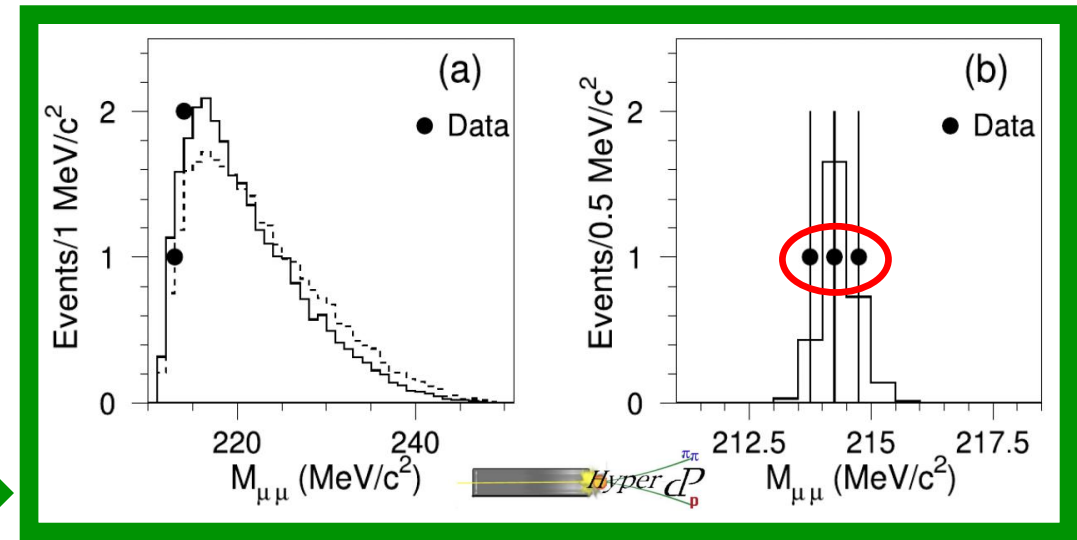 (a)
● Data
Events/1 MeV/c²
2
1
0
220 240
M_μμ (MeV/c²)
(b)
● Data
Events/0.5 MeV/c²
2
1
0
212.5 215 217.5
M_μμ (MeV/c²)
ππ
HyperCP
p